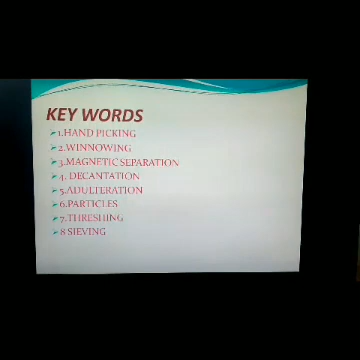 KEY WORDS
➢1.HAND PICKING
➢2.WINNOWING
➢3.MAGNETIC SEPARATION
➢4. DECANTATION
➢5.ADULTERATION
➢6.PARTICLES
➢7.THRESHING
➢8 SIEVING